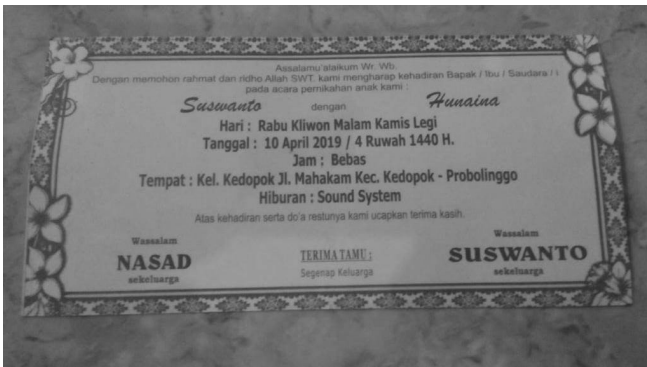 Assalamu'alaikum Wr. Wb.
Dengan memohon rahmat dan ridho Allah SWT. kami mengharap kehadiran Bapak / Ibu / Saudara / i
pada acara pernikahan anak kami :
Suswanto dengan Hunaina
Hari : Rabu Kliwon Malam Kamis Legi
Tanggal : 10 April 2019 / 4 Ruwah 1440 H.
Jam : Bebas
Tempat : Kel. Kedopok Jl. Mahakam Kec. Kedopok - Probolinggo
Hiburan : Sound System
Atas kehadiran serta do'a restunya kami ucapkan terima kasih.
Wassalam
NASAD
sekeluarga
TERIMA TAMU :
Segenap Keluarga
Wassalam
SUSWANTO
sekeluarga